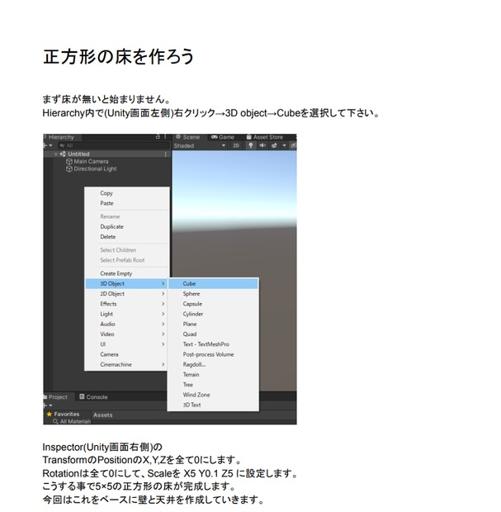 正方形の床を作ろう
まず床が無いと始まりません。
Hierarchy内で(Unity画面左側)右クリック→3D object→Cubeを選択して下さい。
Hierarchy
Scene Game Asset Store
All
Shaded 2D
Untitled
Main Camera
Directional Light
Copy
Paste
Rename
Duplicate
Delete
Select Children
Select Prefab Root
Create Empty
3D Object
Cube
2D Object
Sphere
Effects
Capsule
Light
Cylinder
Audio
Plane
Video
Quad
UI
Text - TextMeshPro
Camera
Post-process Volume
Cinemachine
Ragdoll...
Terrain
Tree
Wind Zone
3D Text
Project Console
Favorites
Assets
All Materials
Inspector(Unity画面右側)の
TransformのPositionのX,Y,Zを全て0にします。
Rotationは全て0にして、Scaleを X5 Y0.1 Z5 に設定します。
こうする事で5×5の正方形の床が完成します。
今回はこれをベースに壁と天井を作成していきます。